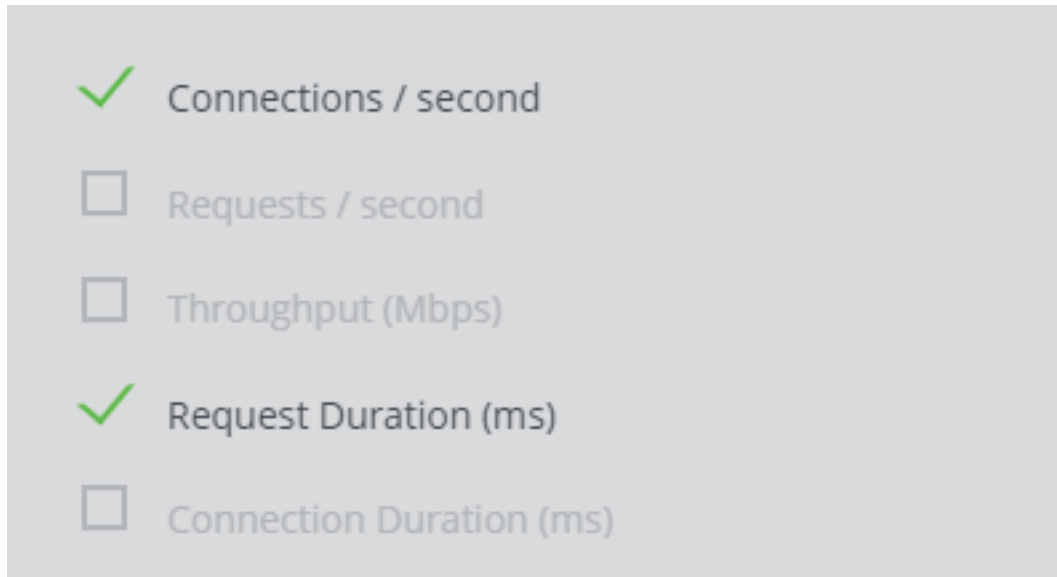 Connections / second
Requests / second
Throughput (Mbps)
Request Duration (ms)
Connection Duration (ms)